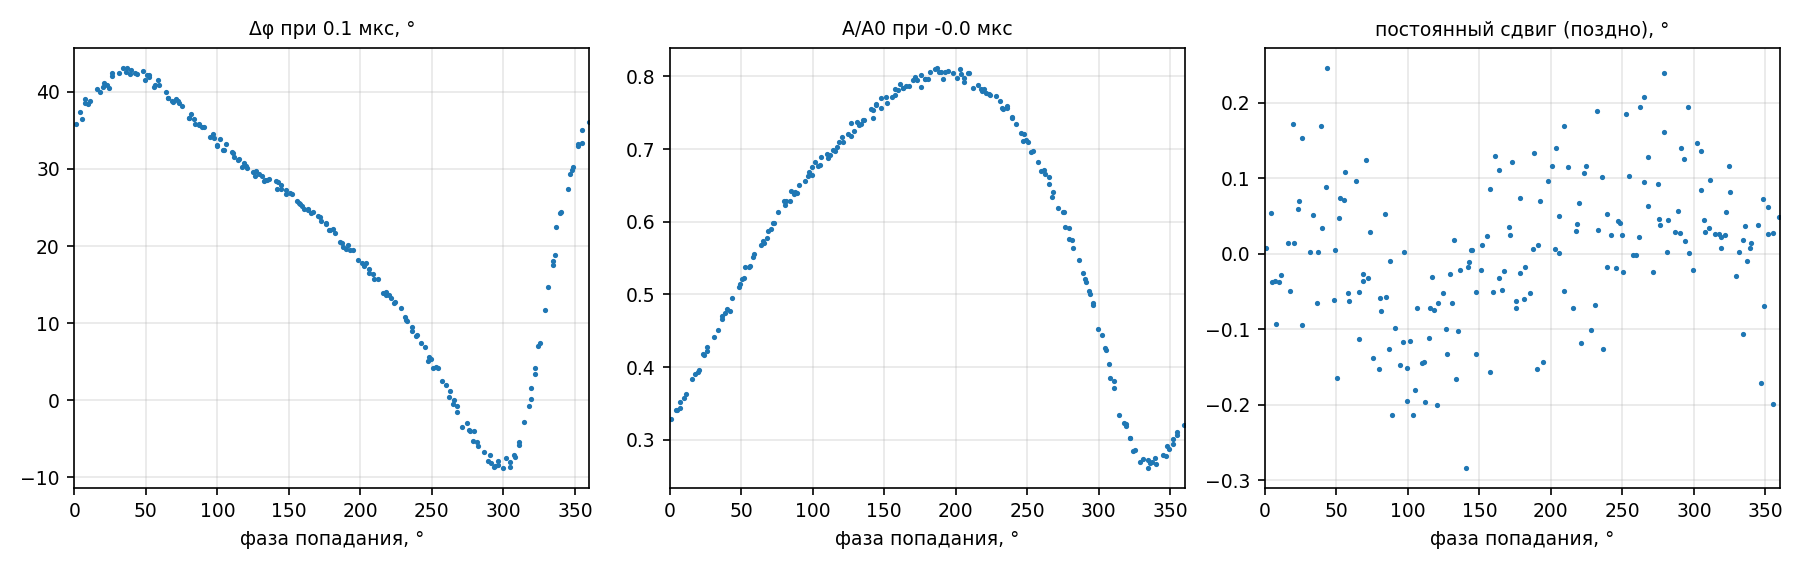 Δφ при 0.1 мкс, °
40
30
20
10
0
−10
0 50 100 150 200 250 300 350
фаза попадания, °
A/A0 при -0.0 мкс
0.8
0.7
0.6
0.5
0.4
0.3
0 50 100 150 200 250 300 350
фаза попадания, °
постоянный сдвиг (поздно), °
0.2
0.1
0.0
−0.1
−0.2
−0.3
0 50 100 150 200 250 300 350
фаза попадания, °